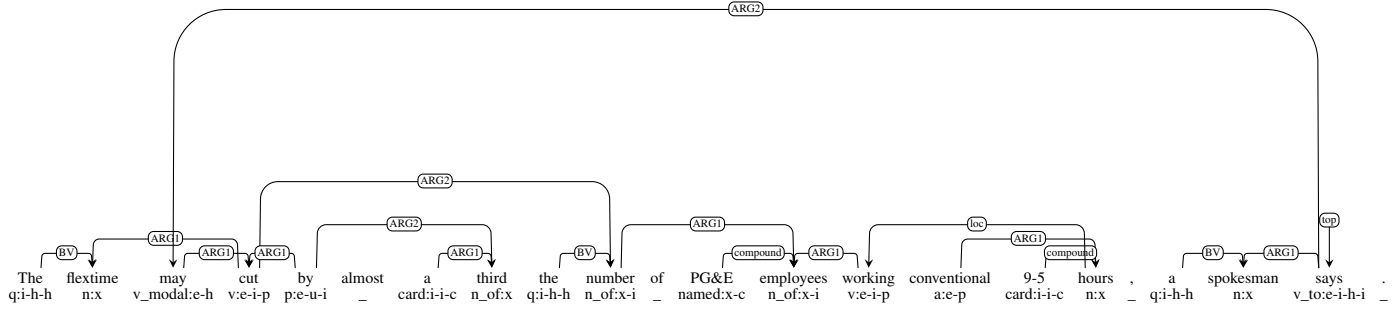 ARG2
ARG2
ARG2 ARG1 loc top
BV ARG1 ARG1 ARG1 ARG1 BV compound ARG1 ARG1 compound BV ARG1
The flextime may cut by almost a third the number of PG&E employees working conventional 9-5 hours , a spokesman says .
q:i-h-h n:x v_modal:e-h v:e-i-p p:e-u-i _ card:i-i-c n_of:x q:i-h-h n_of:x-i _ named:x-c n_of:x-i v:e-i-p a:e-p card:i-i-c n:x _ q:i-h-h n:x v_to:e-i-h-i _